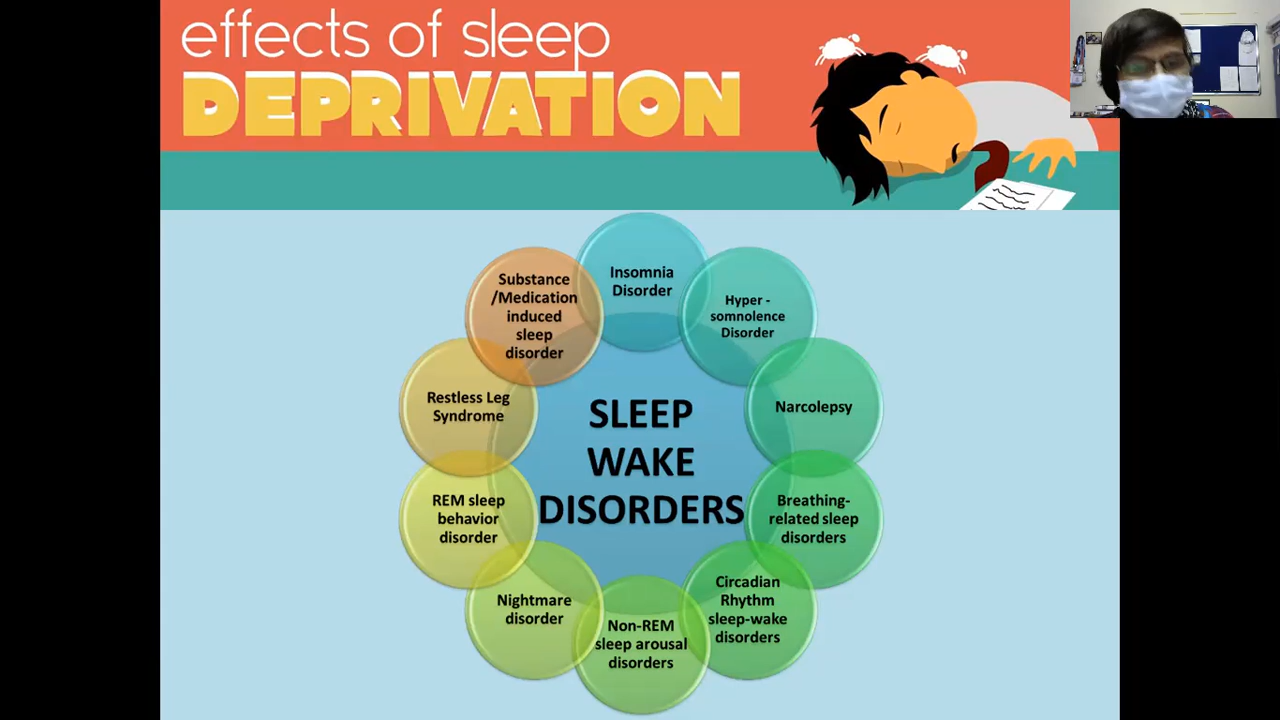 effects of sleep
DEPRIVATION
Insomnia
Disorder
Hyper -
somnolence
Disorder
Narcolepsy
Breathing-
related sleep
disorders
Circadian
Rhythm
sleep-wake
disorders
Non-REM
sleep arousal
disorders
Nightmare
disorder
REM sleep
behavior
disorder
Restless Leg
Syndrome
Substance
/Medication
induced
sleep
disorder
SLEEP
WAKE
DISORDERS